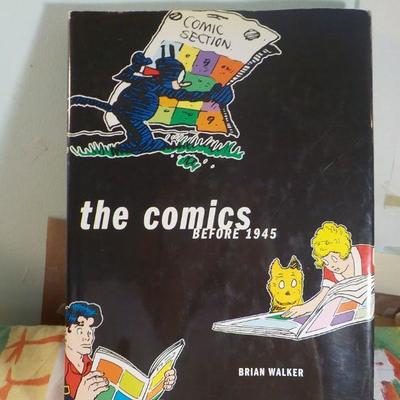 COMIC
SECTION
the comics
BEFORE 1945
BRIAN WALKER